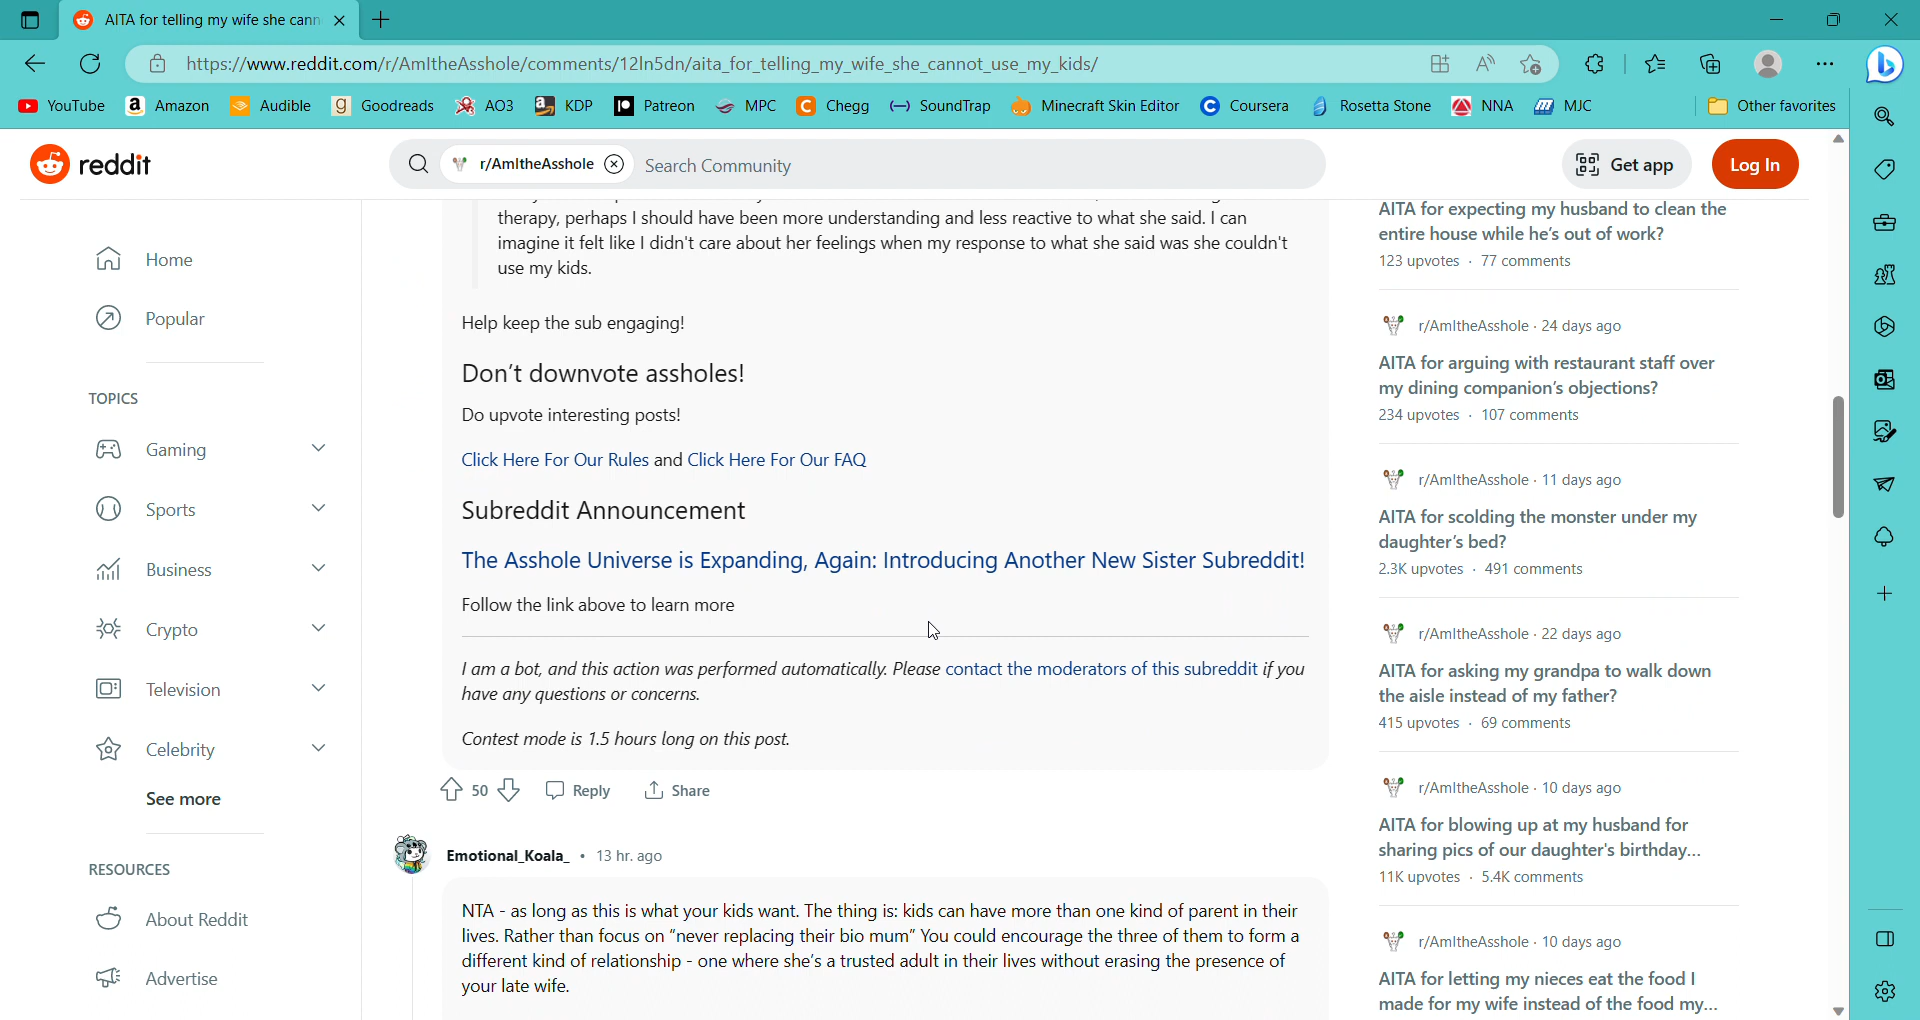 AITA for telling my wife she cann
https://www.reddit.com/r/AmItheAsshole/comments/12ln5dn/aita_for_telling_my_wife_she_cannot_use_my_kids/
YouTube Amazon Audible Goodreads AO3 KDP Patreon MPC Chegg SoundTrap Minecraft Skin Editor Coursera Rosetta Stone NNA MJC Other favorites
reddit r/AmItheAsshole Search Community Get app Log In
Home
Popular
TOPICS
Gaming
Sports
Business
Crypto
Television
Celebrity
See more
RESOURCES
About Reddit
Advertise
therapy, perhaps I should have been more understanding and less reactive to what she said. I can
imagine it felt like I didn't care about her feelings when my response to what she said was she couldn't
use my kids.
Help keep the sub engaging!
Don't downvote assholes!
Do upvote interesting posts!
Click Here For Our Rules and Click Here For Our FAQ
Subreddit Announcement
The Asshole Universe is Expanding, Again: Introducing Another New Sister Subreddit!
Follow the link above to learn more
I am a bot, and this action was performed automatically. Please contact the moderators of this subreddit if you
have any questions or concerns.
Contest mode is 1.5 hours long on this post.
50 Reply Share
Emotional_Koala_ • 13 hr. ago
NTA - as long as this is what your kids want. The thing is: kids can have more than one kind of parent in their
lives. Rather than focus on "never replacing their bio mum" You could encourage the three of them to form a
different kind of relationship - one where she's a trusted adult in their lives without erasing the presence of
your late wife.
AITA for expecting my husband to clean the
entire house while he's out of work?
123 upvotes · 77 comments
r/AmItheAsshole · 24 days ago
AITA for arguing with restaurant staff over
my dining companion's objections?
234 upvotes · 107 comments
r/AmItheAsshole · 11 days ago
AITA for scolding the monster under my
daughter's bed?
2.3K upvotes · 491 comments
r/AmItheAsshole · 22 days ago
AITA for asking my grandpa to walk down
the aisle instead of my father?
415 upvotes · 69 comments
r/AmItheAsshole · 10 days ago
AITA for blowing up at my husband for
sharing pics of our daughter's birthday...
11K upvotes · 5.4K comments
r/AmItheAsshole · 10 days ago
AITA for letting my nieces eat the food I
made for my wife instead of the food my...